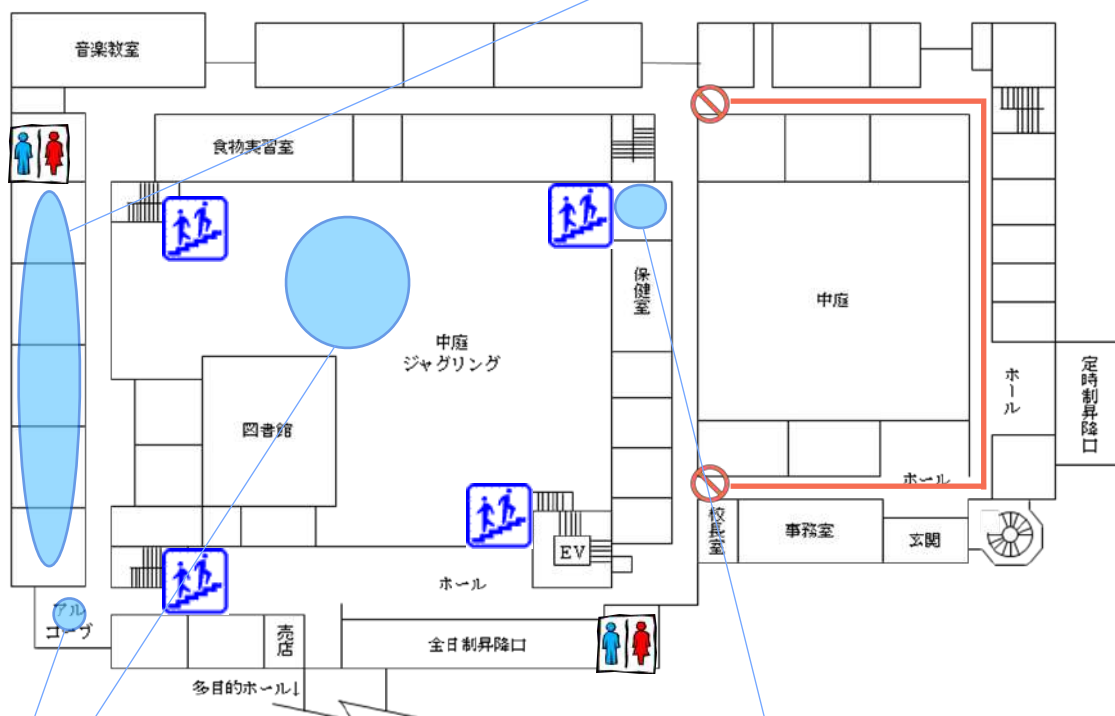 音楽教室
食物実習室
保健室
中庭
ジャグリング
中庭
ホール
定時制昇降口
図書館
ホール
校長室
事務室
玄関
EV
ホール
アル
コーブ
売店
全日制昇降口
多目的ホール↓